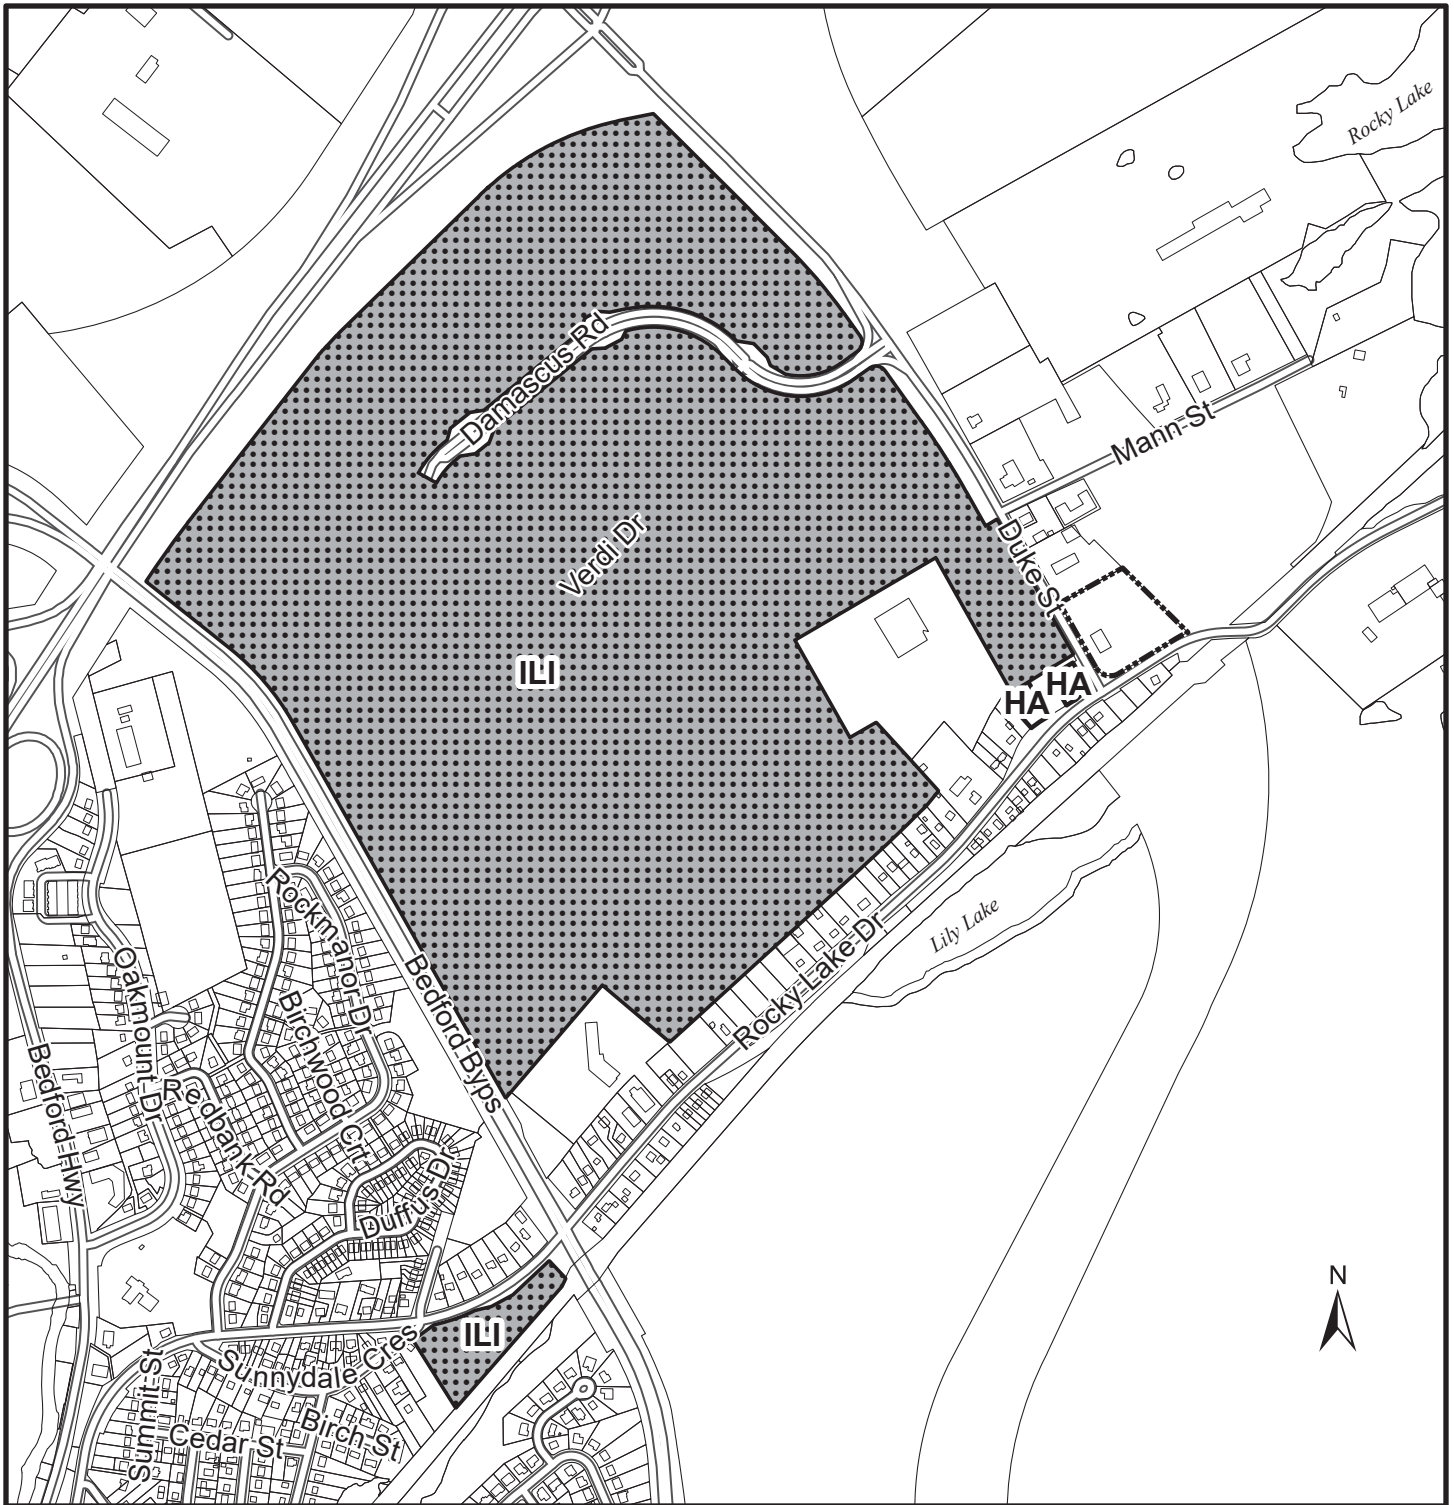 Rocky Lake
Damascus Rd
Mann St
Verdi Dr
Duke St
ILI
HA
HA
Rockmanor Dr
Lily Lake
Oakmount Dr
Bedford Byps
Rocky Lake Dr
Birchwood Crt
Bedford Hwy
Redbank Rd
Duffus Dr
N
ILI
Sunnydale Cres
Summit St
Birch St
Cedar St